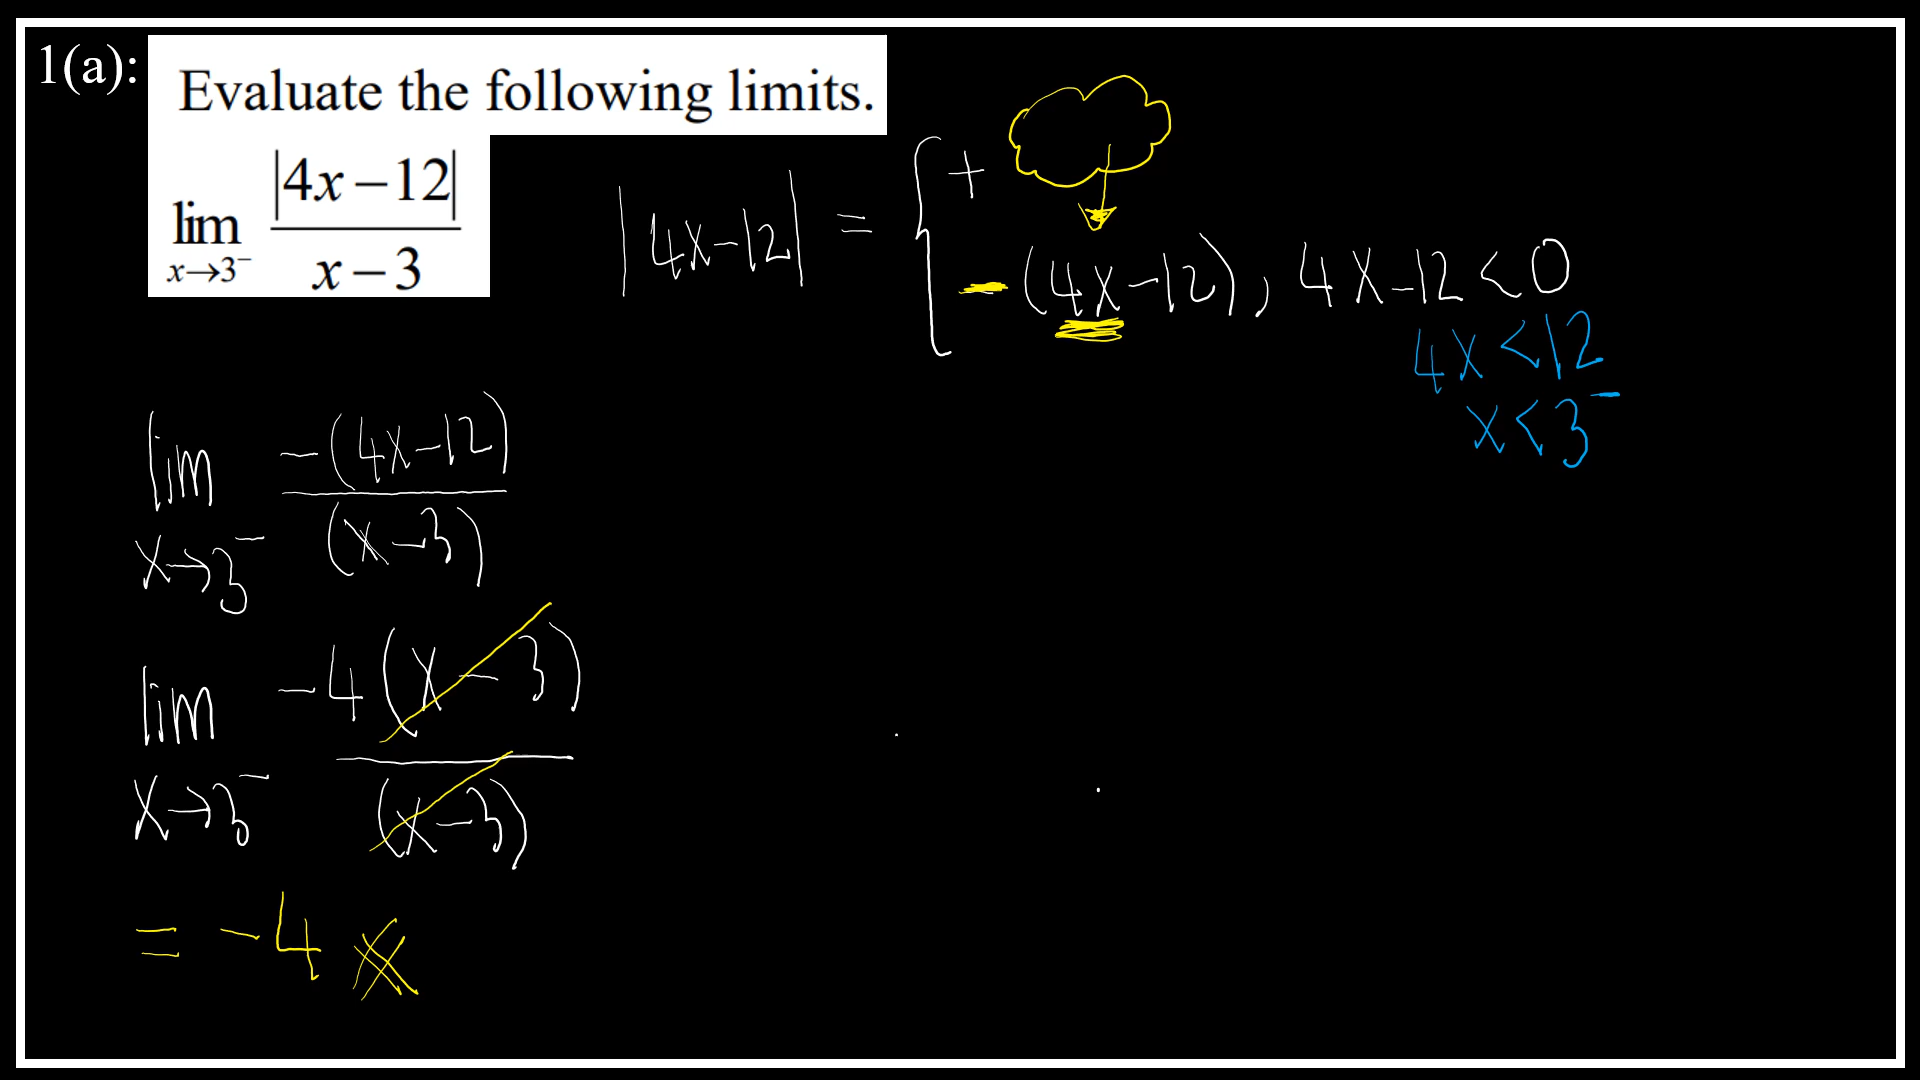 1(a):
Evaluate the following limits.
lim x→3⁻ |4x−12| / x−3
|4x−12| = { +
−(4x−12), 4x−12<0
4x<12
x<3⁻
lim x→3⁻ −(4x−12) / (x−3)
lim x→3⁻ −4(x−3) / (x−3)
= −4